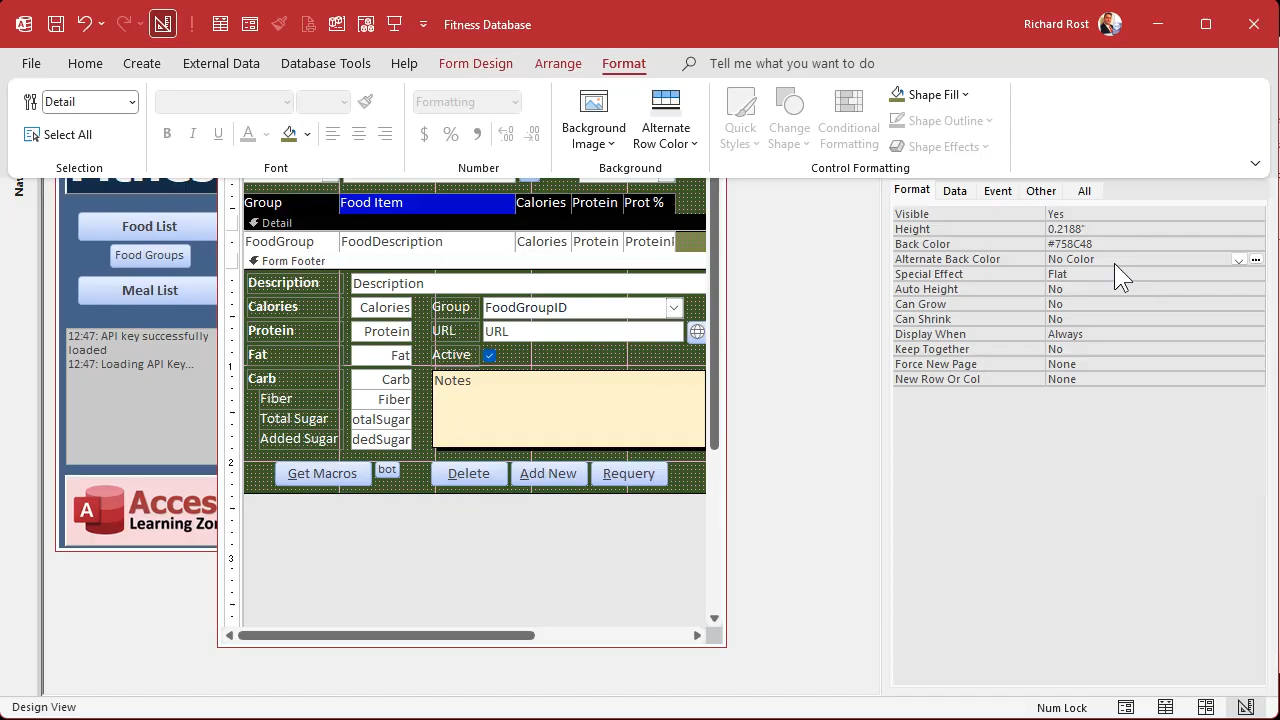 Fitness Database
Richard Rost
File
Home
Create
External Data
Database Tools
Help
Form Design
Arrange
Format
Tell me what you want to do
Detail
Select All
Selection
B
I
U
A
Font
Formatting
$
%
Number
Background
Image
Alternate
Row Color
Background
Quick
Styles
Change
Shape
Conditional
Formatting
Shape Fill
Shape Outline
Shape Effects
Control Formatting
Na
Food List
Food Groups
Meal List
12:47: API key successfully
loaded
12:47: Loading API Key...
A
Access
Learning Zon
Group
Food Item
Calories
Protein
Prot %
Detail
FoodGroup
FoodDescription
Calories
Protein
Form Footer
Description
Description
Calories
Calories
Group
FoodGroupID
Protein
Protein
URL
URL
Fat
Fat
Active
1
Carb
Carb
Notes
Fiber
Fiber
Total Sugar
otalSugar
Added Sugar
dedSugar
2
Get Macros
bot
Delete
Add New
Requery
3
Format
Data
Event
Other
All
Visible Yes
Height 0.2188"
Back Color #758C48
Alternate Back Color No Color
Special Effect Flat
Auto Height No
Can Grow No
Can Shrink No
Display When Always
Keep Together No
Force New Page None
New Row Or Col None
Design View
Num Lock